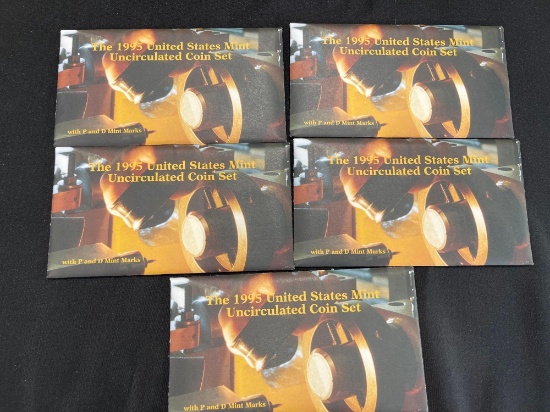 The 1995 United States Mint
Uncirculated Coin Set
with P and D Mint Marks
The 1995 United States Mint
Uncirculated Coin Set
with P and D Mint Marks
The 1995 United States Mint
Uncirculated Coin Set
with P and D Mint Marks
The 1995 United States Mint
Uncirculated Coin Set
with P and D Mint Marks
The 1995 United States Mint
Uncirculated Coin Set
with P and D Mint Marks